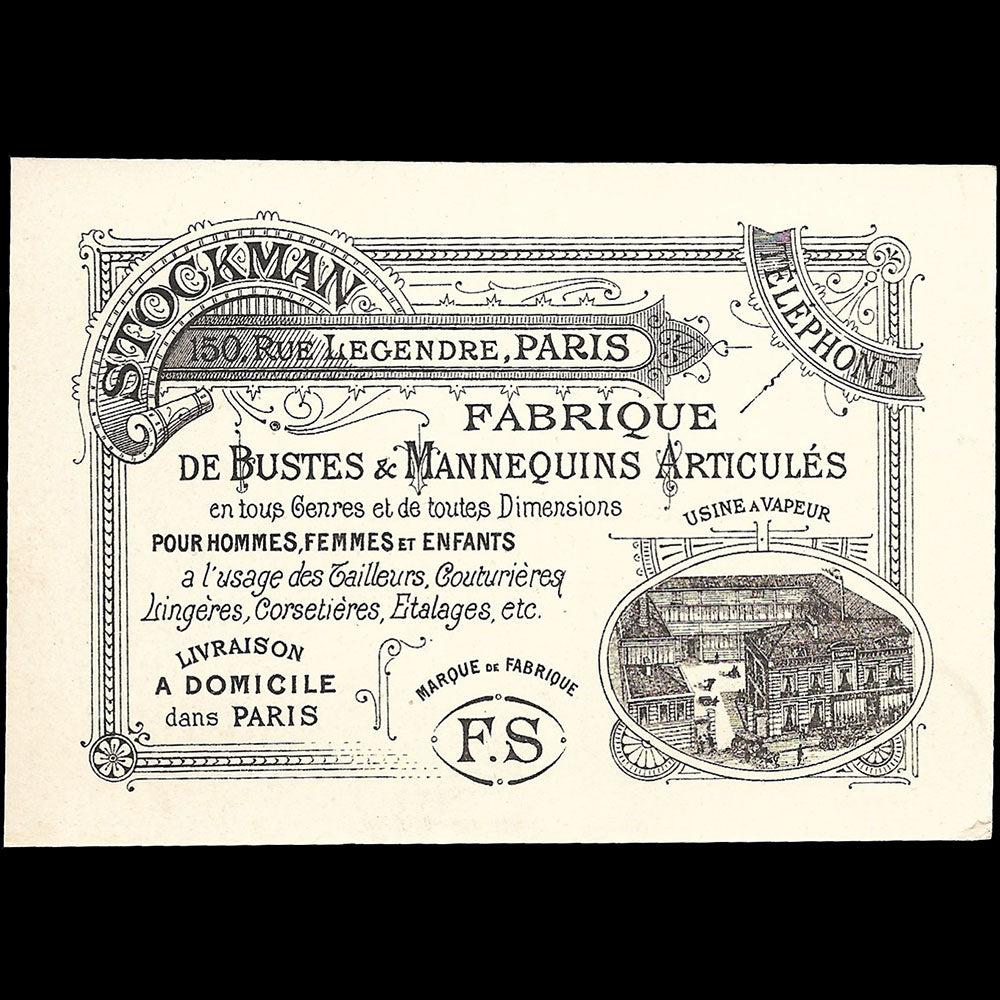 STOCKMAN
150, RUE LEGENDRE, PARIS
TÉLÉPHONE
FABRIQUE
DE BUSTES & MANNEQUINS ARTICULÉS
en tous Genres et de toutes Dimensions
POUR HOMMES, FEMMES ET ENFANTS
a l'usage des Tailleurs, Couturières
Lingères, Corsetières, Etalages, etc.
USINE A VAPEUR
LIVRAISON
A DOMICILE
dans PARIS
MARQUE DE FABRIQUE
F.S